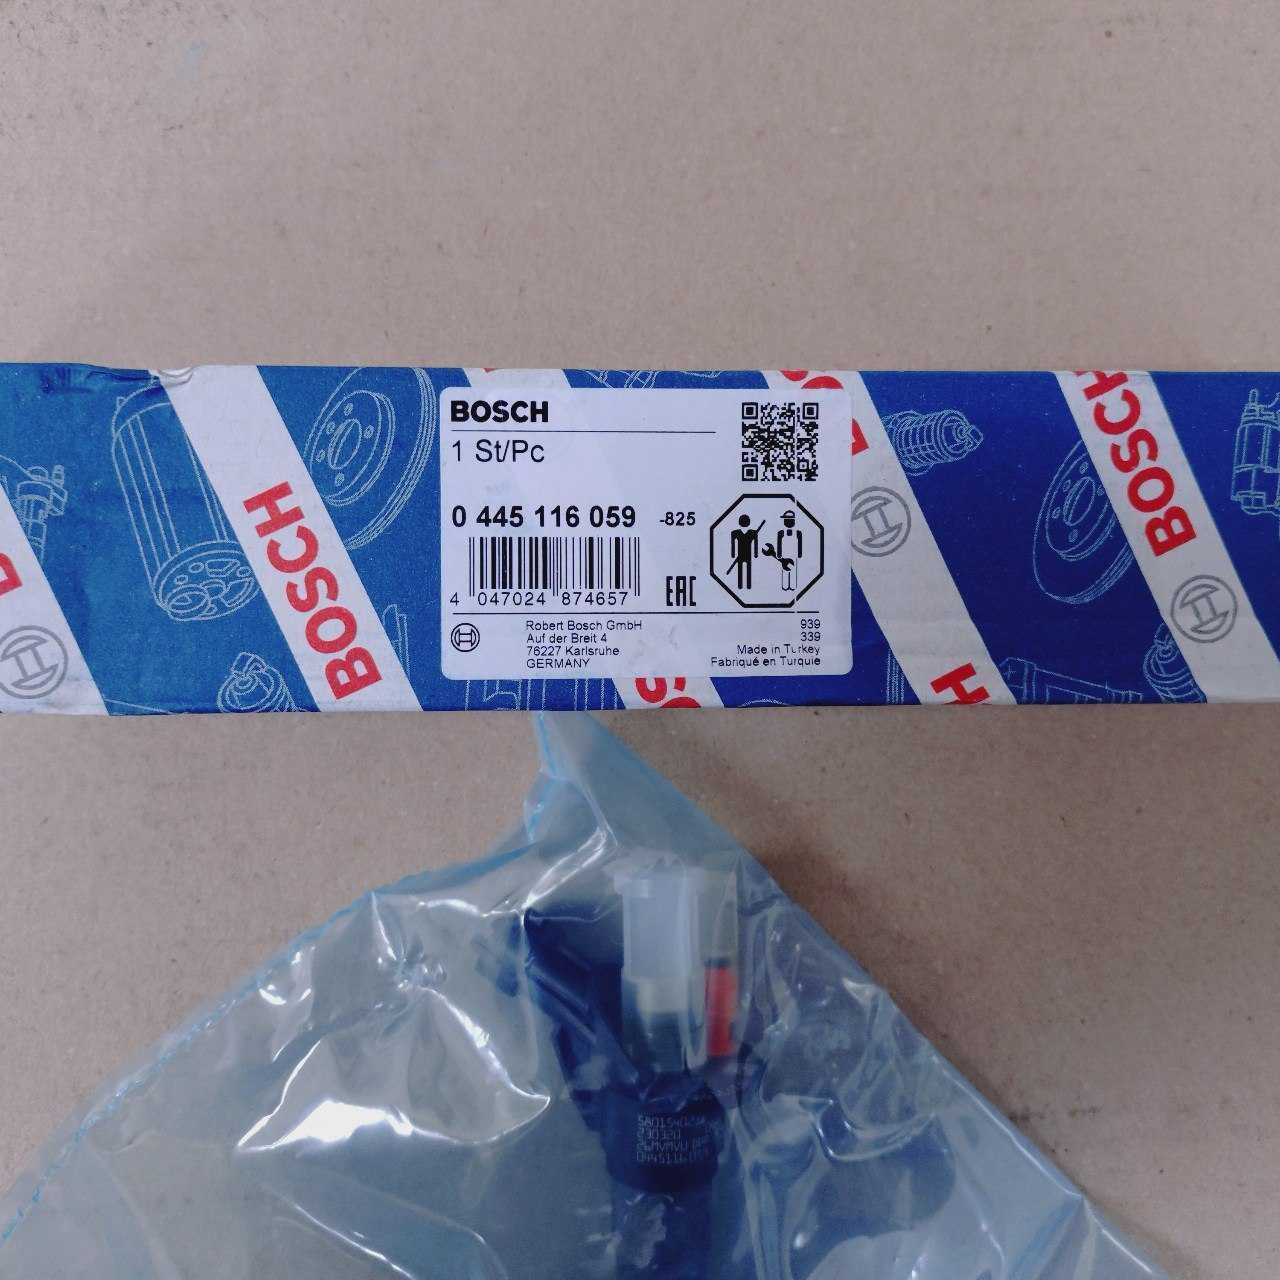 BOSCH
1 St/Pc
0 445 116 059 -825
4 047024 874657
EAC
Robert Bosch GmbH
Auf der Breit 4
76227 Karlsruhe
GERMANY
939
339
Made in Turkey
Fabriqué en Turquie
BOSCH
BOSCH
BOSCH
230320